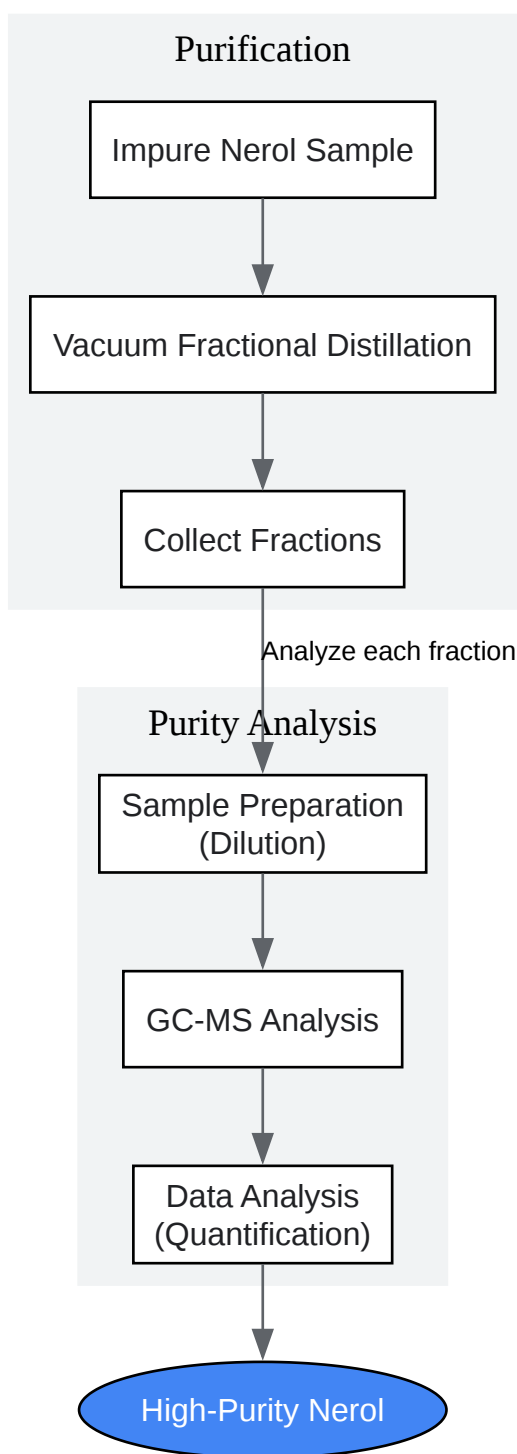 Purification
Impure Nerol Sample
Vacuum Fractional Distillation
Collect Fractions
Analyze each fraction
Purity Analysis
Sample Preparation
(Dilution)
GC-MS Analysis
Data Analysis
(Quantification)
High-Purity Nerol